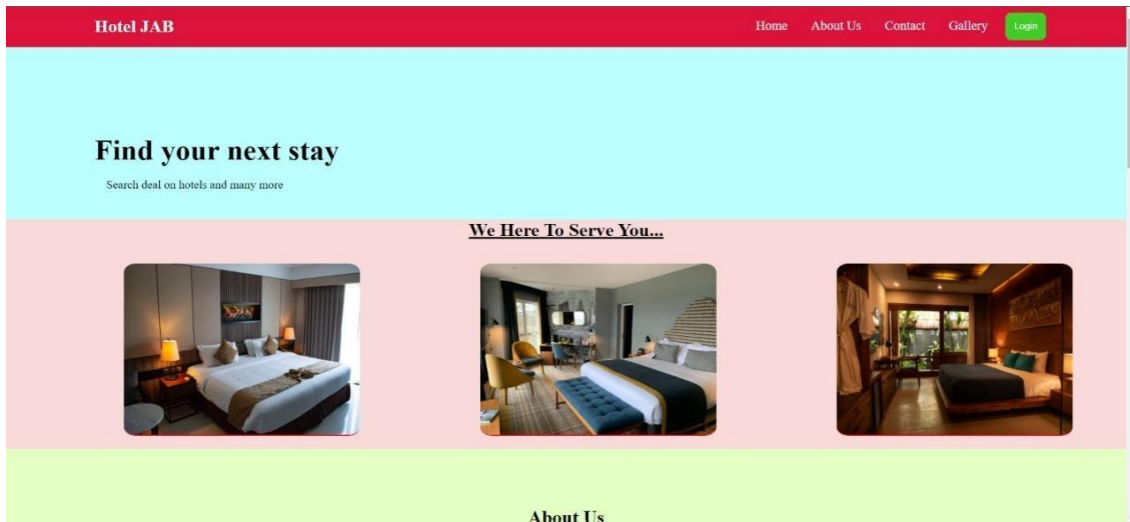 Hotel JAB
Home About Us Contact Gallery Login
Find your next stay
Search deal on hotels and many more
We Here To Serve You...
About Us